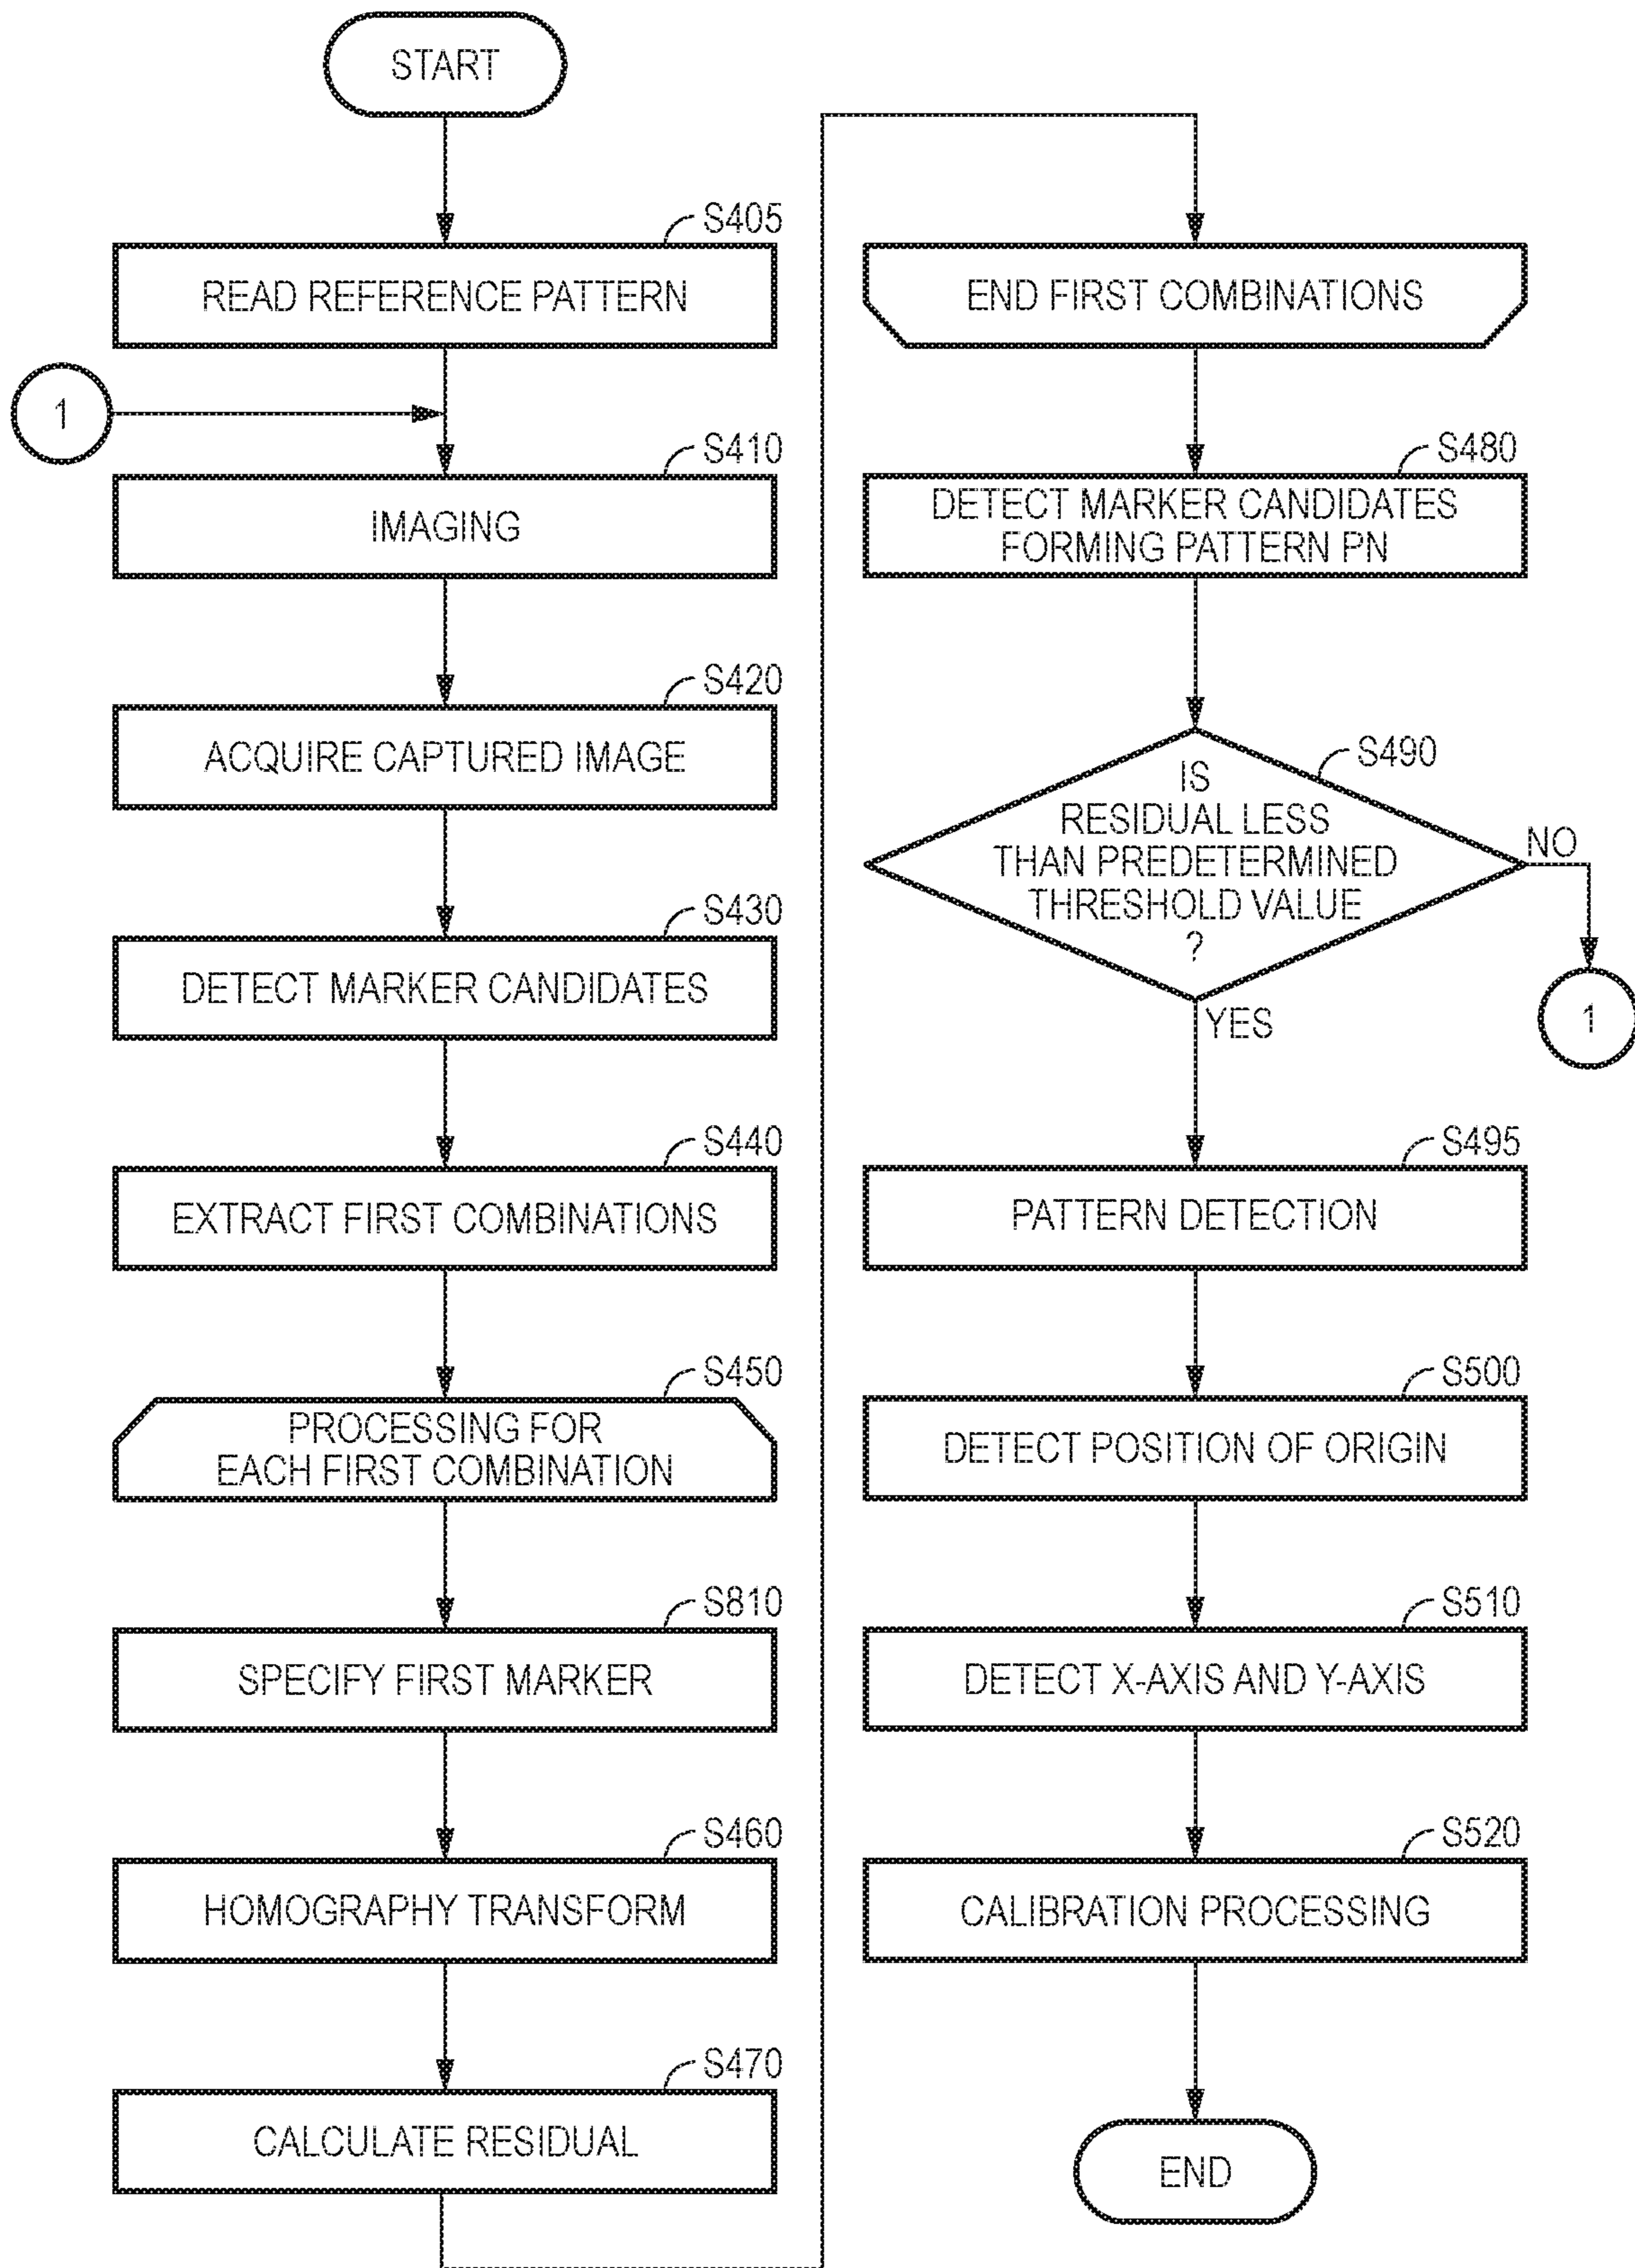 START
S405
READ REFERENCE PATTERN
1
S410
IMAGING
S420
ACQUIRE CAPTURED IMAGE
S430
DETECT MARKER CANDIDATES
S440
EXTRACT FIRST COMBINATIONS
S450
PROCESSING FOR
EACH FIRST COMBINATION
S810
SPECIFY FIRST MARKER
S460
HOMOGRAPHY TRANSFORM
S470
CALCULATE RESIDUAL
END FIRST COMBINATIONS
S480
DETECT MARKER CANDIDATES
FORMING PATTERN PN
S490
IS
RESIDUAL LESS
THAN PREDETERMINED
THRESHOLD VALUE
?
NO
1
YES
S495
PATTERN DETECTION
S500
DETECT POSITION OF ORIGIN
S510
DETECT X-AXIS AND Y-AXIS
S520
CALIBRATION PROCESSING
END